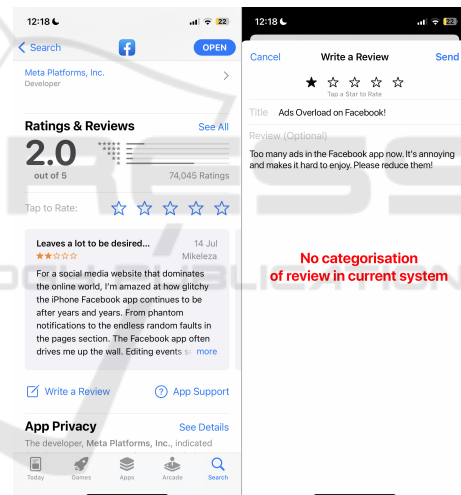 12:18
22
Search
OPEN
Meta Platforms, Inc.
Developer
Ratings & Reviews
See All
2.0
out of 5
74,045 Ratings
Tap to Rate:
Leaves a lot to be desired...
14 Jul
Mikeleza
For a social media website that dominates
the online world, I'm amazed at how glitchy
the iPhone Facebook app continues to be
after years and years. From phantom
notifications to the endless random faults in
the pages section. The Facebook app often
drives me up the wall. Editing events
more
Write a Review
App Support
App Privacy
See Details
The developer, Meta Platforms, Inc., indicated
Today
Games
Apps
Arcade
Search
12:18
22
Cancel
Write a Review
Send
Tap a Star to Rate
Title
Ads Overload on Facebook!
Review (Optional)
Too many ads in the Facebook app now. It's annoying
and makes it hard to enjoy. Please reduce them!
No categorisation
of review in current system